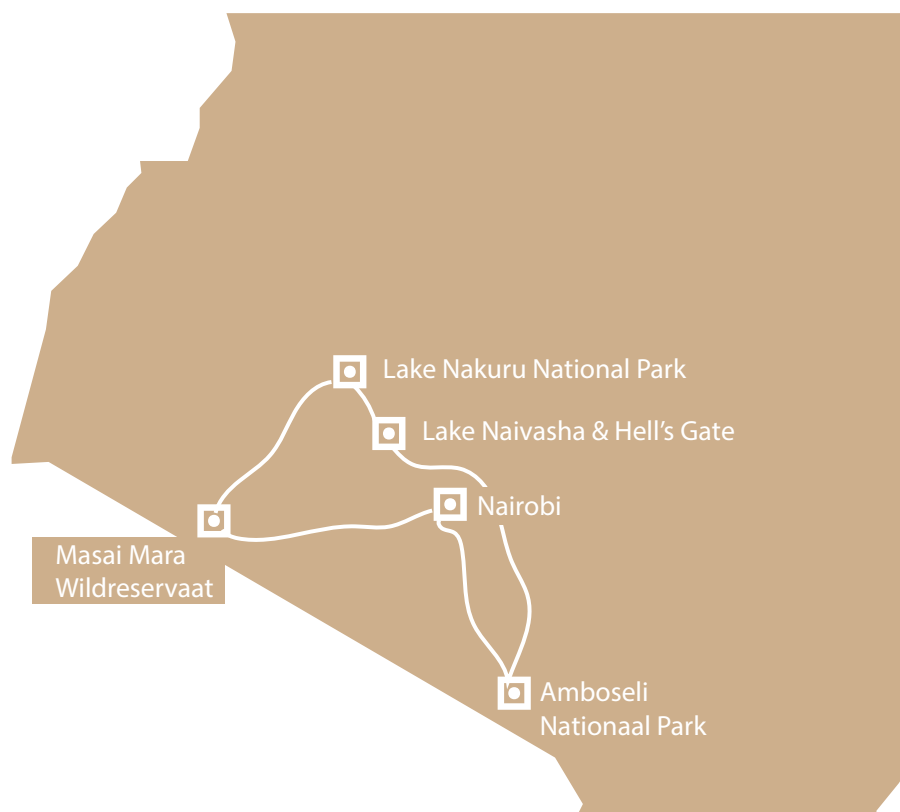 Lake Nakuru National Park
Lake Naivasha & Hell’s Gate
Nairobi
Masai Mara
Wildreservaat
Amboseli
Nationaal Park